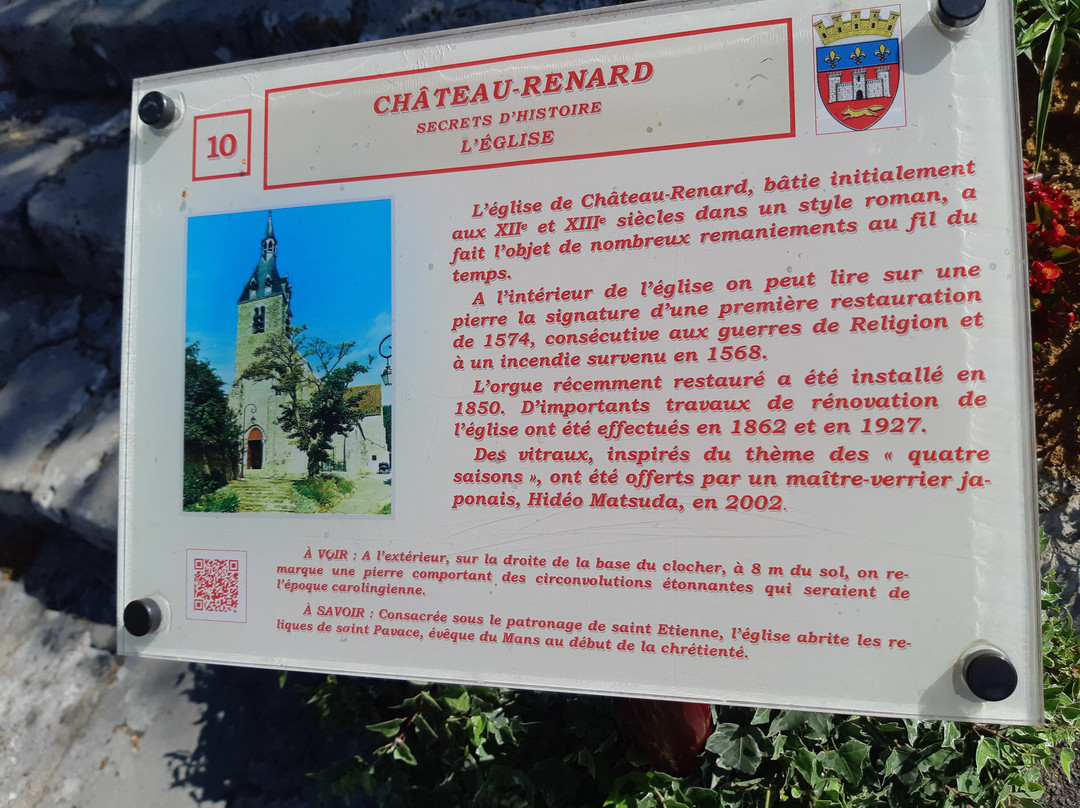 10
CHÂTEAU-RENARD
SECRETS D'HISTOIRE
L'ÉGLISE
L'église de Château-Renard, bâtie initialement
aux XIIe et XIIIe siècles dans un style roman, a
fait l'objet de nombreux remaniements au fil du
temps.
A l'intérieur de l'église on peut lire sur une
pierre la signature d'une première restauration
de 1574, consécutive aux guerres de Religion et
à un incendie survenu en 1568.
L'orgue récemment restauré a été installé en
1850. D'importants travaux de rénovation de
l'église ont été effectués en 1862 et en 1927.
Des vitraux, inspirés du thème des « quatre
saisons », ont été offerts par un maître-verrier ja-
ponais, Hidéo Matsuda, en 2002.
À VOIR : A l'extérieur, sur la droite de la base du clocher, à 8 m du sol, on re-
marque une pierre comportant des circonvolutions étonnantes qui seraient de
l'époque carolingienne.
À SAVOIR : Consacrée sous le patronage de saint Etienne, l'église abrite les re-
liques de saint Pavace, évêque du Mans au début de la chrétienté.